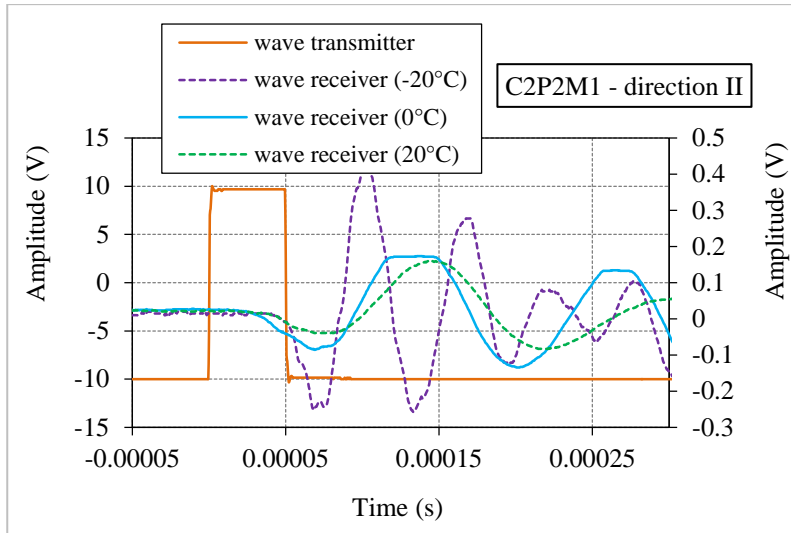 wave transmitter
wave receiver (-20°C)
wave receiver (0°C)
wave receiver (20°C)
C2P2M1 - direction II
Amplitude (V)
15
10
5
0
-5
-10
-15
0.5
0.4
0.3
0.2
0.1
0
-0.1
-0.2
-0.3
Amplitude (V)
-0.00005
0.00005
0.00015
0.00025
Time (s)